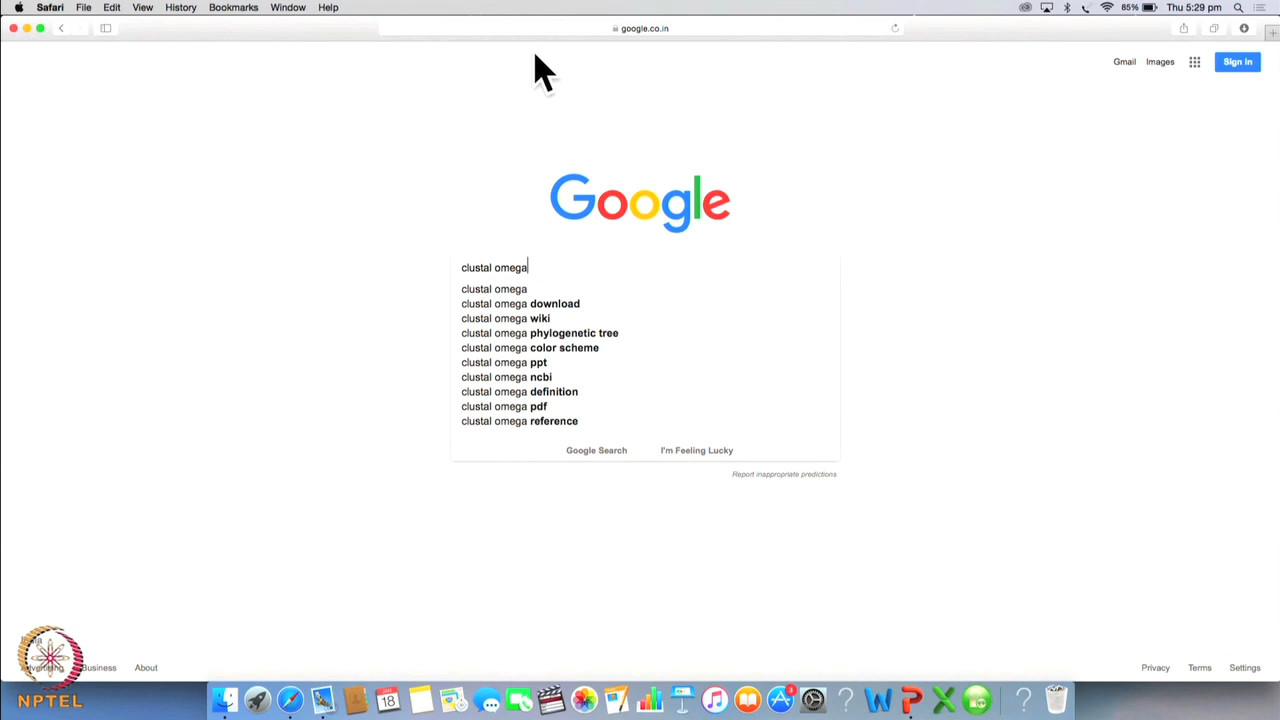 Safari File Edit View History Bookmarks Window Help 85% Thu 5:29 pm
google.co.in
Gmail Images Sign in
Google
clustal omega
clustal omega
clustal omega download
clustal omega wiki
clustal omega phylogenetic tree
clustal omega color scheme
clustal omega ppt
clustal omega ncbi
clustal omega definition
clustal omega pdf
clustal omega reference
Google Search I'm Feeling Lucky
Report inappropriate predictions
Business About Privacy Terms Settings
NPTEL
JAN
18
3